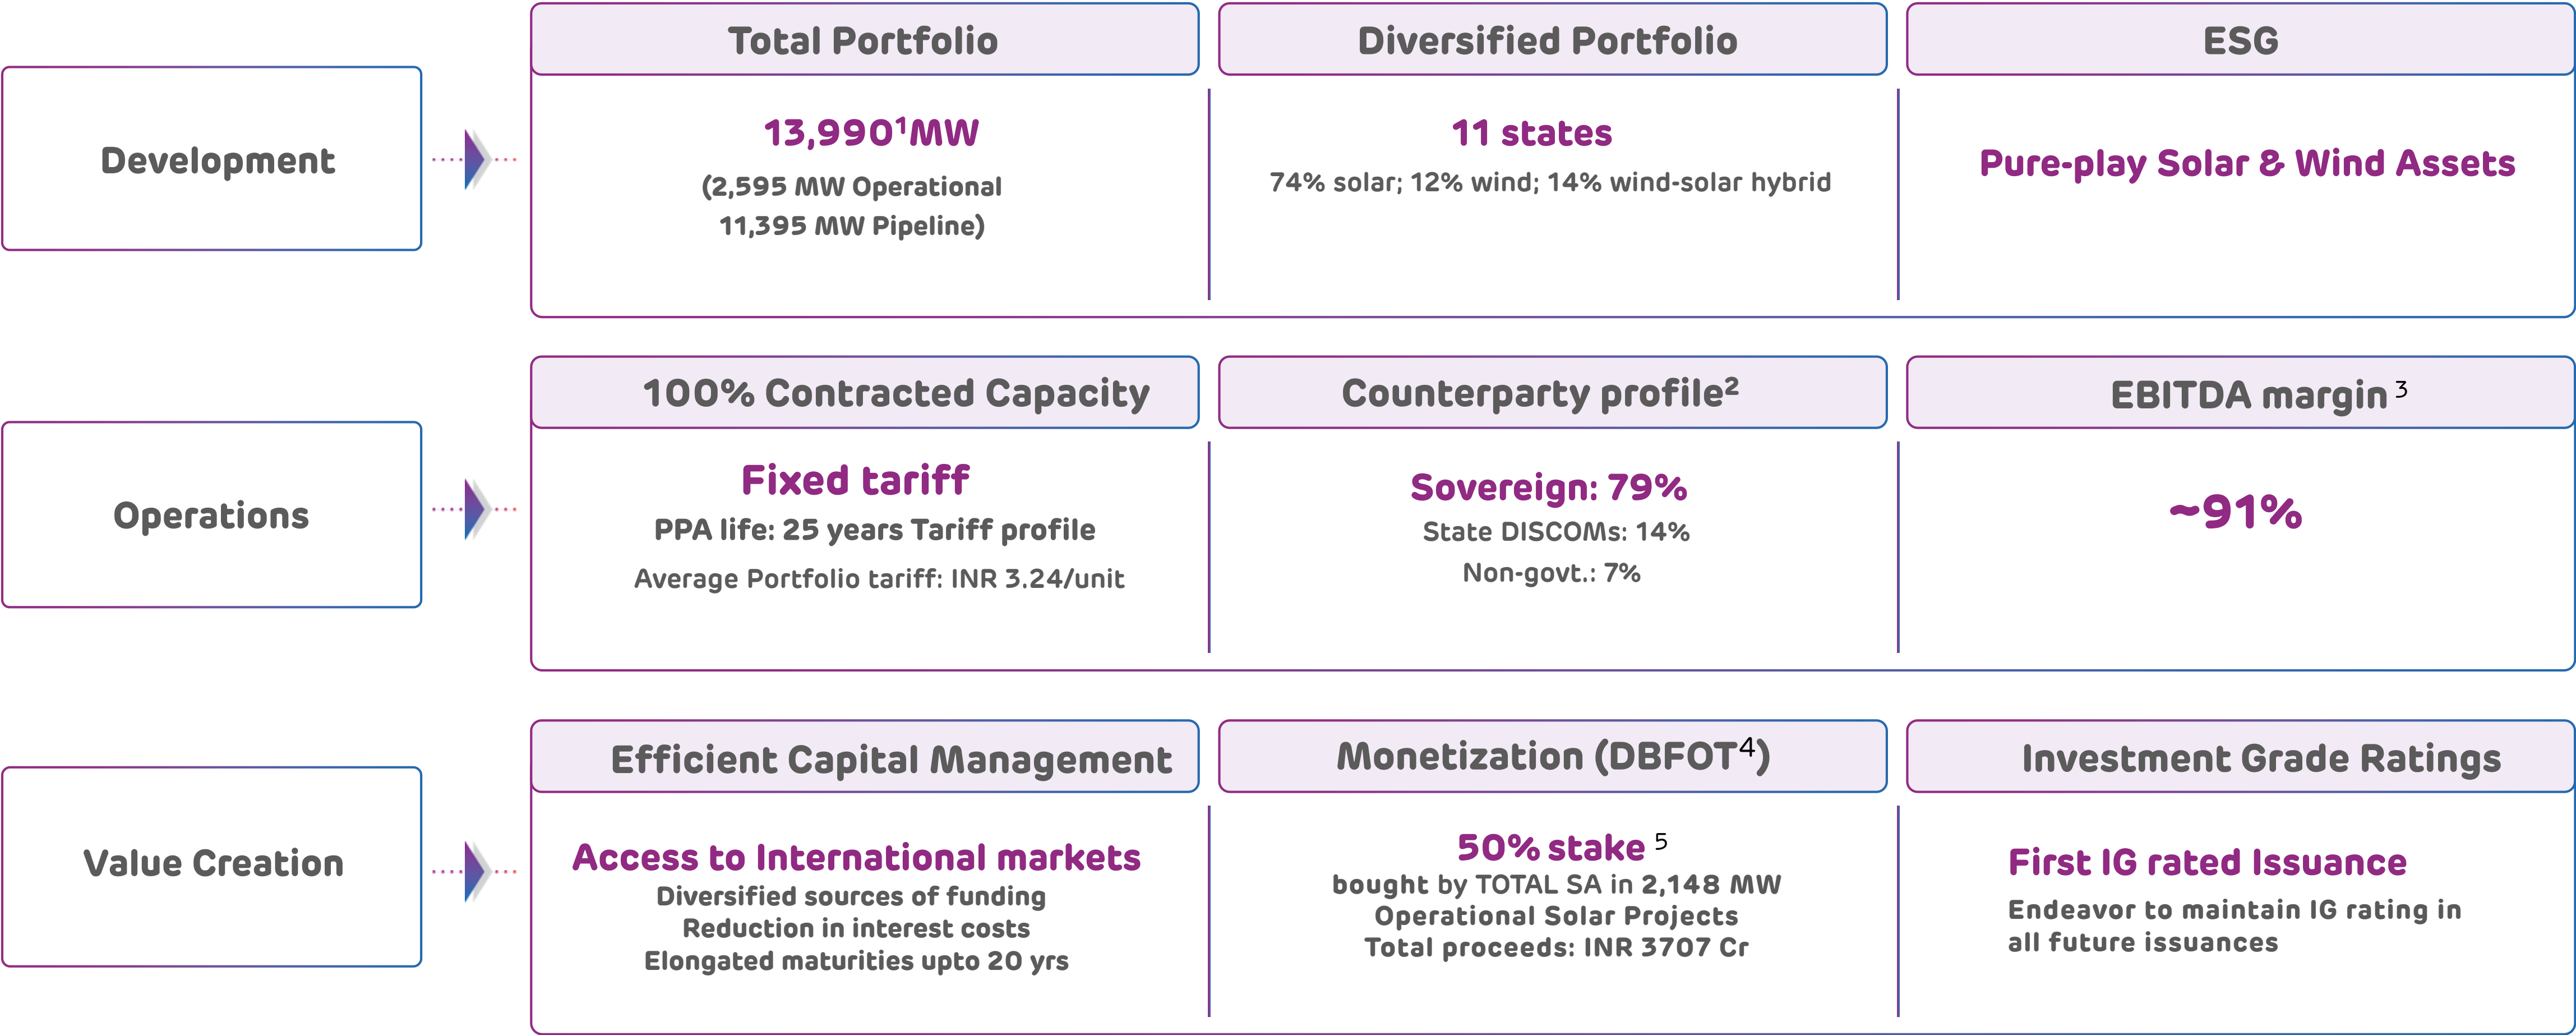 Total Portfolio
Diversified Portfolio
ESG
Development
13,990¹MW
(2,595 MW Operational
11,395 MW Pipeline)
11 states
74% solar; 12% wind; 14% wind-solar hybrid
Pure-play Solar & Wind Assets
100% Contracted Capacity
Counterparty profile²
EBITDA margin ³
Operations
Fixed tariff
PPA life: 25 years Tariff profile
Average Portfolio tariff: INR 3.24/unit
Sovereign: 79%
State DISCOMs: 14%
Non-govt.: 7%
~91%
Efficient Capital Management
Monetization (DBFOT⁴)
Investment Grade Ratings
Value Creation
Access to International markets
Diversified sources of funding
Reduction in interest costs
Elongated maturities upto 20 yrs
50% stake ⁵
bought by TOTAL SA in 2,148 MW
Operational Solar Projects
Total proceeds: INR 3707 Cr
First IG rated Issuance
Endeavor to maintain IG rating in
all future issuances